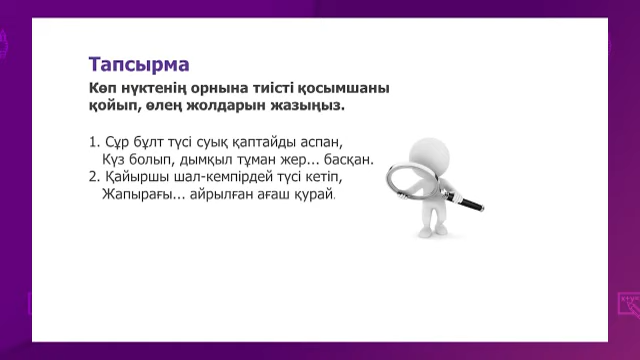 Тапсырма
Көп нүктенің орнына тиісті қосымшаны
қойып, өлең жолдарын жазыңыз.
1. Сұр бұлт түсі суық қаптайды аспан,
Күз болып, дымқыл тұман жер... басқан.
2. Қайыршы шал-кемпірдей түсі кетіп,
Жапырағы... айрылған ағаш қурай.